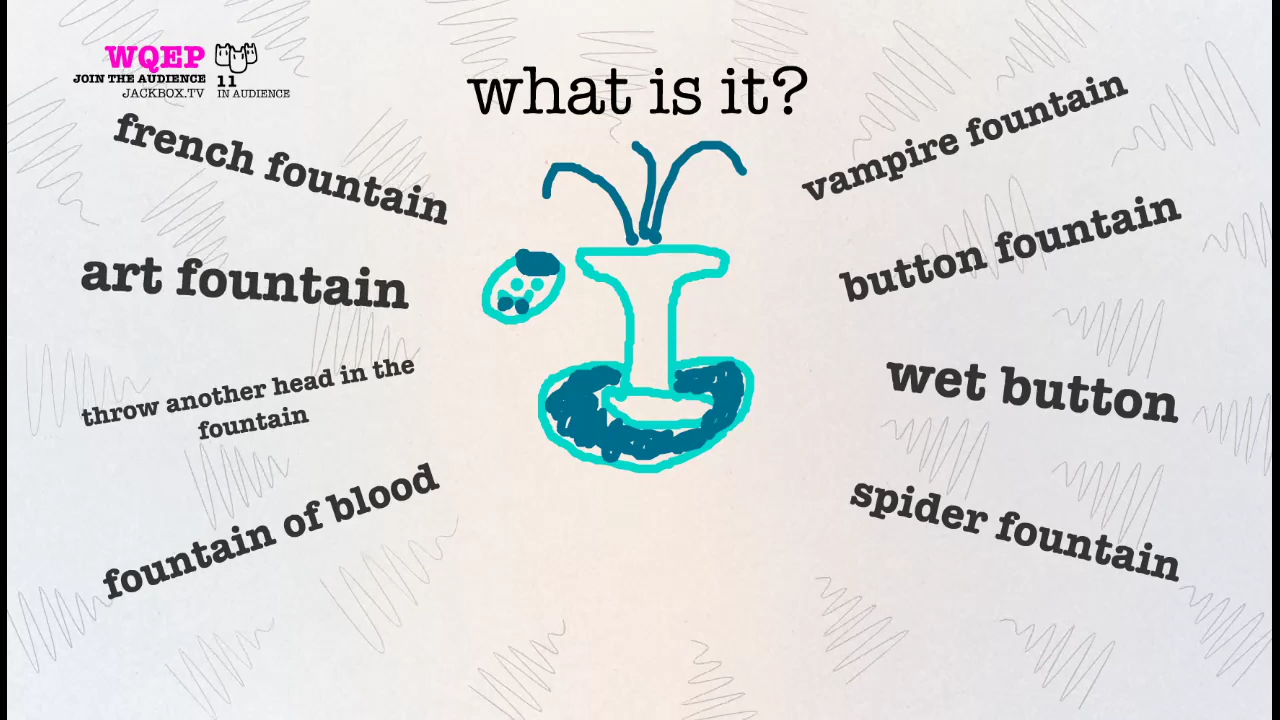 WQEP
JOIN THE AUDIENCE
JACKBOX.TV
11
IN AUDIENCE
what is it?
french fountain
art fountain
throw another head in the
fountain
fountain of blood
vampire fountain
button fountain
wet button
spider fountain